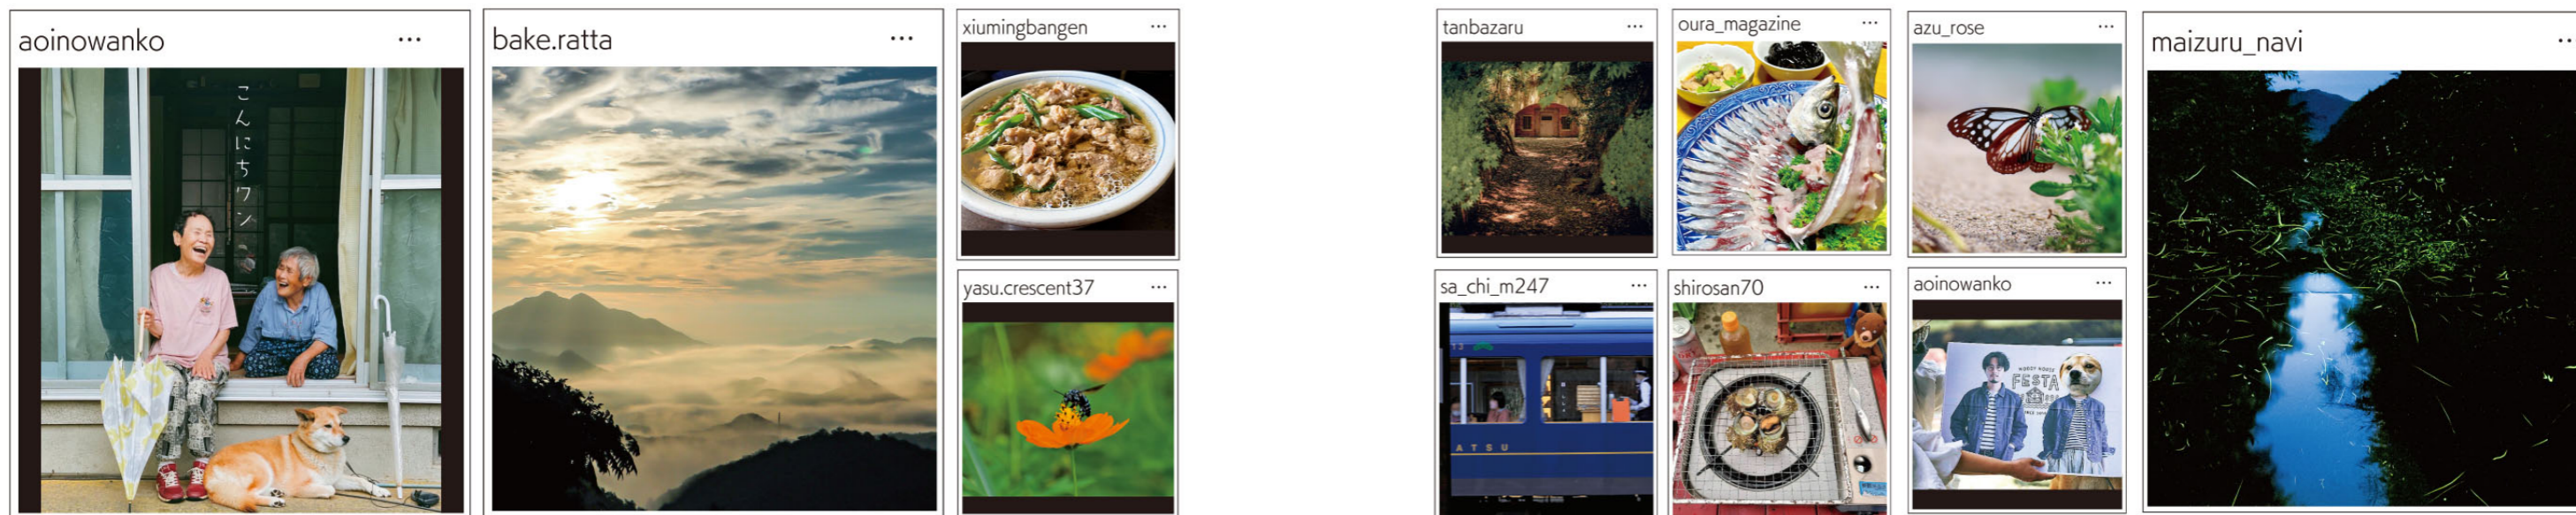 aoinowanko
...
こんにちワン
bake.ratta
...
xiumingbangen
...
yasu.crescent37
...
tanbazaru
...
oura_magazine
...
azu_rose
...
maizuru_navi
...
sa_chi_m247
...
ATSU
shirosan70
...
aoinowanko
...
FESTA